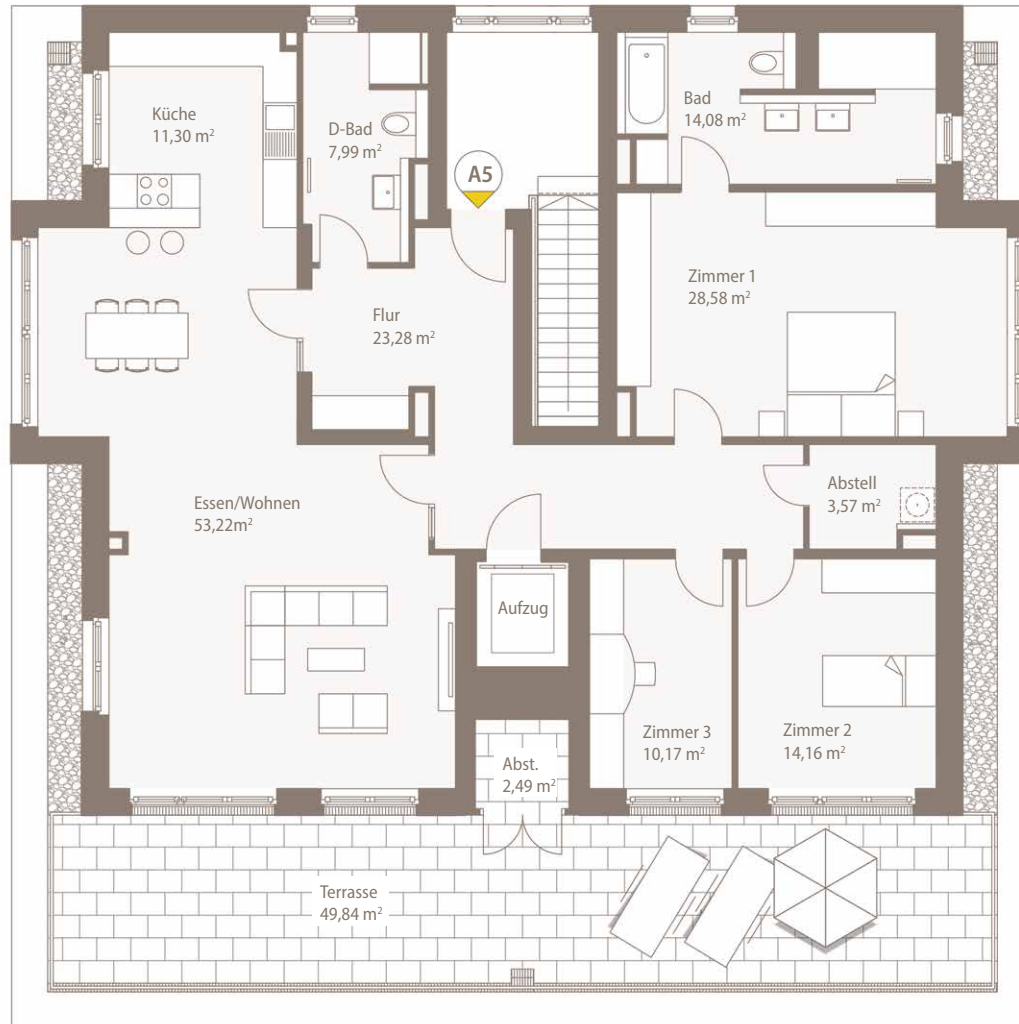 Küche
11,30 m²
D-Bad
7,99 m²
A5
Bad
14,08 m²
Zimmer 1
28,58 m²
Flur
23,28 m²
Essen/Wohnen
53,22m²
Abstell
3,57 m²
Aufzug
Zimmer 3
10,17 m²
Zimmer 2
14,16 m²
Abst.
2,49 m²
Terrasse
49,84 m²